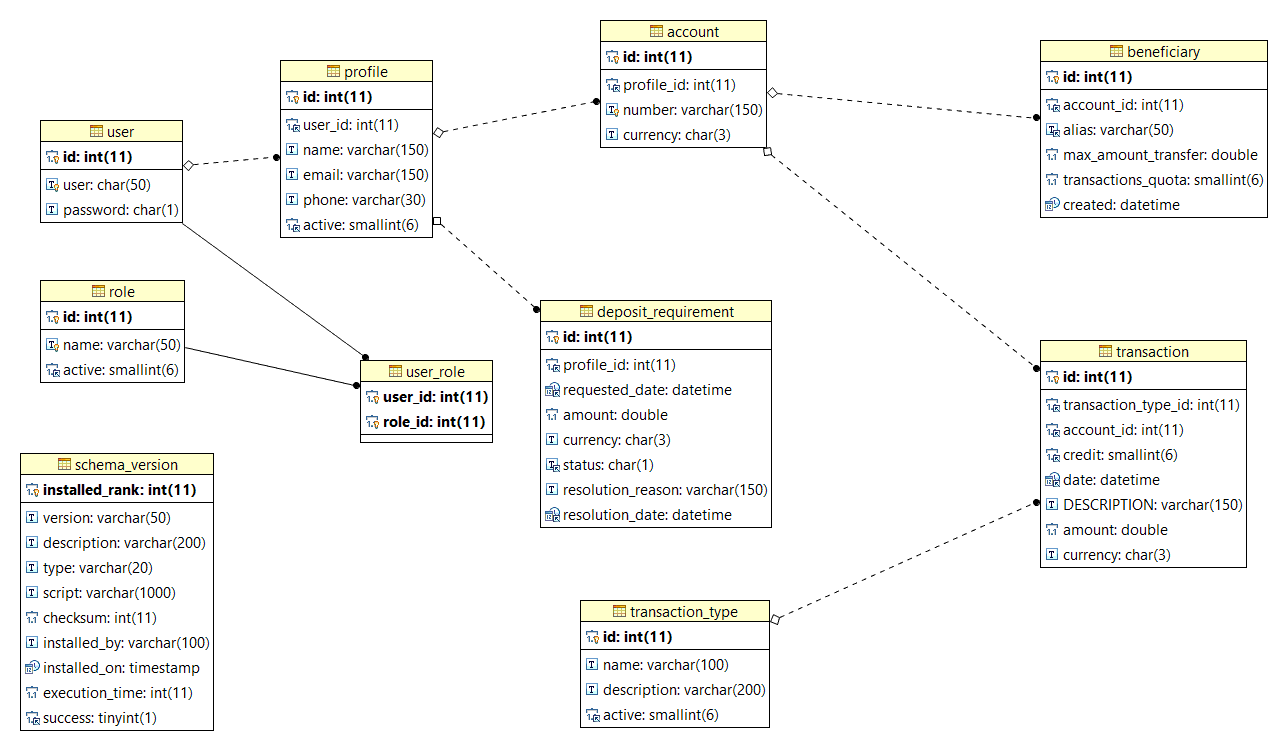 user
id: int(11)
user: char(50)
password: char(1)
profile
id: int(11)
user_id: int(11)
name: varchar(150)
email: varchar(150)
phone: varchar(30)
active: smallint(6)
account
id: int(11)
profile_id: int(11)
number: varchar(150)
currency: char(3)
beneficiary
id: int(11)
account_id: int(11)
alias: varchar(50)
max_amount_transfer: double
transactions_quota: smallint(6)
created: datetime
role
id: int(11)
name: varchar(50)
active: smallint(6)
user_role
user_id: int(11)
role_id: int(11)
deposit_requirement
id: int(11)
profile_id: int(11)
requested_date: datetime
amount: double
currency: char(3)
status: char(1)
resolution_reason: varchar(150)
resolution_date: datetime
transaction
id: int(11)
transaction_type_id: int(11)
account_id: int(11)
credit: smallint(6)
date: datetime
DESCRIPTION: varchar(150)
amount: double
currency: char(3)
schema_version
installed_rank: int(11)
version: varchar(50)
description: varchar(200)
type: varchar(20)
script: varchar(1000)
checksum: int(11)
installed_by: varchar(100)
installed_on: timestamp
execution_time: int(11)
success: tinyint(1)
transaction_type
id: int(11)
name: varchar(100)
description: varchar(200)
active: smallint(6)